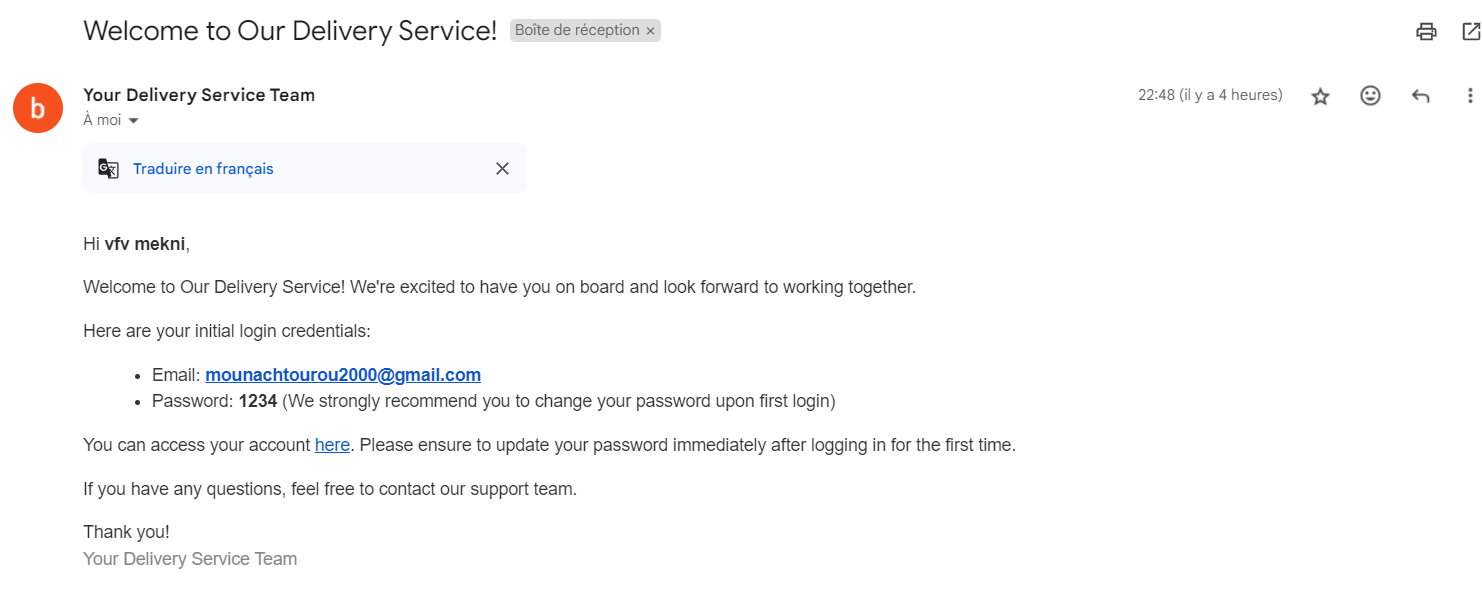 Welcome to Our Delivery Service! Boîte de réception ×
b
Your Delivery Service Team 22:48 (il y a 4 heures)
À moi
Traduire en français
Hi vfv mekni,
Welcome to Our Delivery Service! We're excited to have you on board and look forward to working together.
Here are your initial login credentials:
• Email: mounachtourou2000@gmail.com
• Password: 1234 (We strongly recommend you to change your password upon first login)
You can access your account here. Please ensure to update your password immediately after logging in for the first time.
If you have any questions, feel free to contact our support team.
Thank you!
Your Delivery Service Team